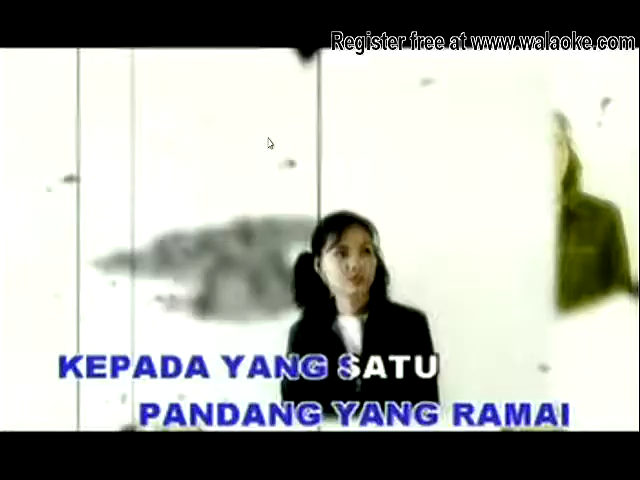 Register free at www.walaoke.com
KEPADA YANG SATU
PANDANG YANG RAMAI